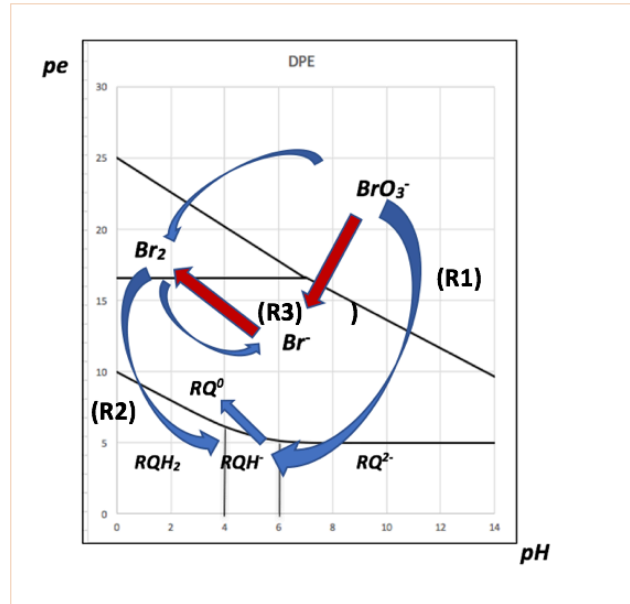 pe
DPE
30
25
BrO₃⁻
20
Br₂
(R1)
15
(R3) )
Br⁻
10
RQ⁰
(R2)
5
RQH₂ RQH⁻ RQ²⁻
0
0 2 4 6 8 10 12 14
pH